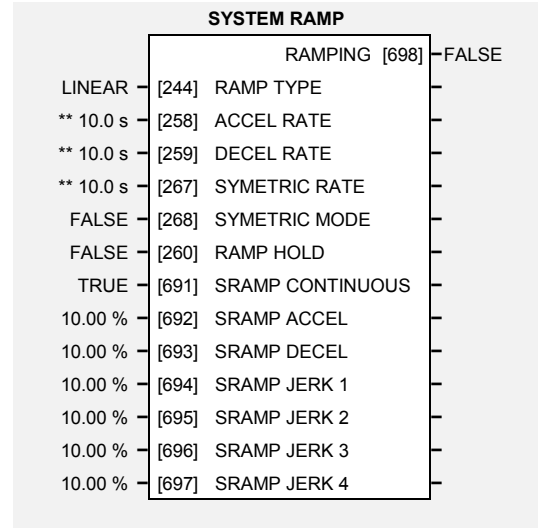 SYSTEM RAMP
RAMPING [698] FALSE
LINEAR [244] RAMP TYPE
** 10.0 s [258] ACCEL RATE
** 10.0 s [259] DECEL RATE
** 10.0 s [267] SYMETRIC RATE
FALSE [268] SYMETRIC MODE
FALSE [260] RAMP HOLD
TRUE [691] SRAMP CONTINUOUS
10.00 % [692] SRAMP ACCEL
10.00 % [693] SRAMP DECEL
10.00 % [694] SRAMP JERK 1
10.00 % [695] SRAMP JERK 2
10.00 % [696] SRAMP JERK 3
10.00 % [697] SRAMP JERK 4